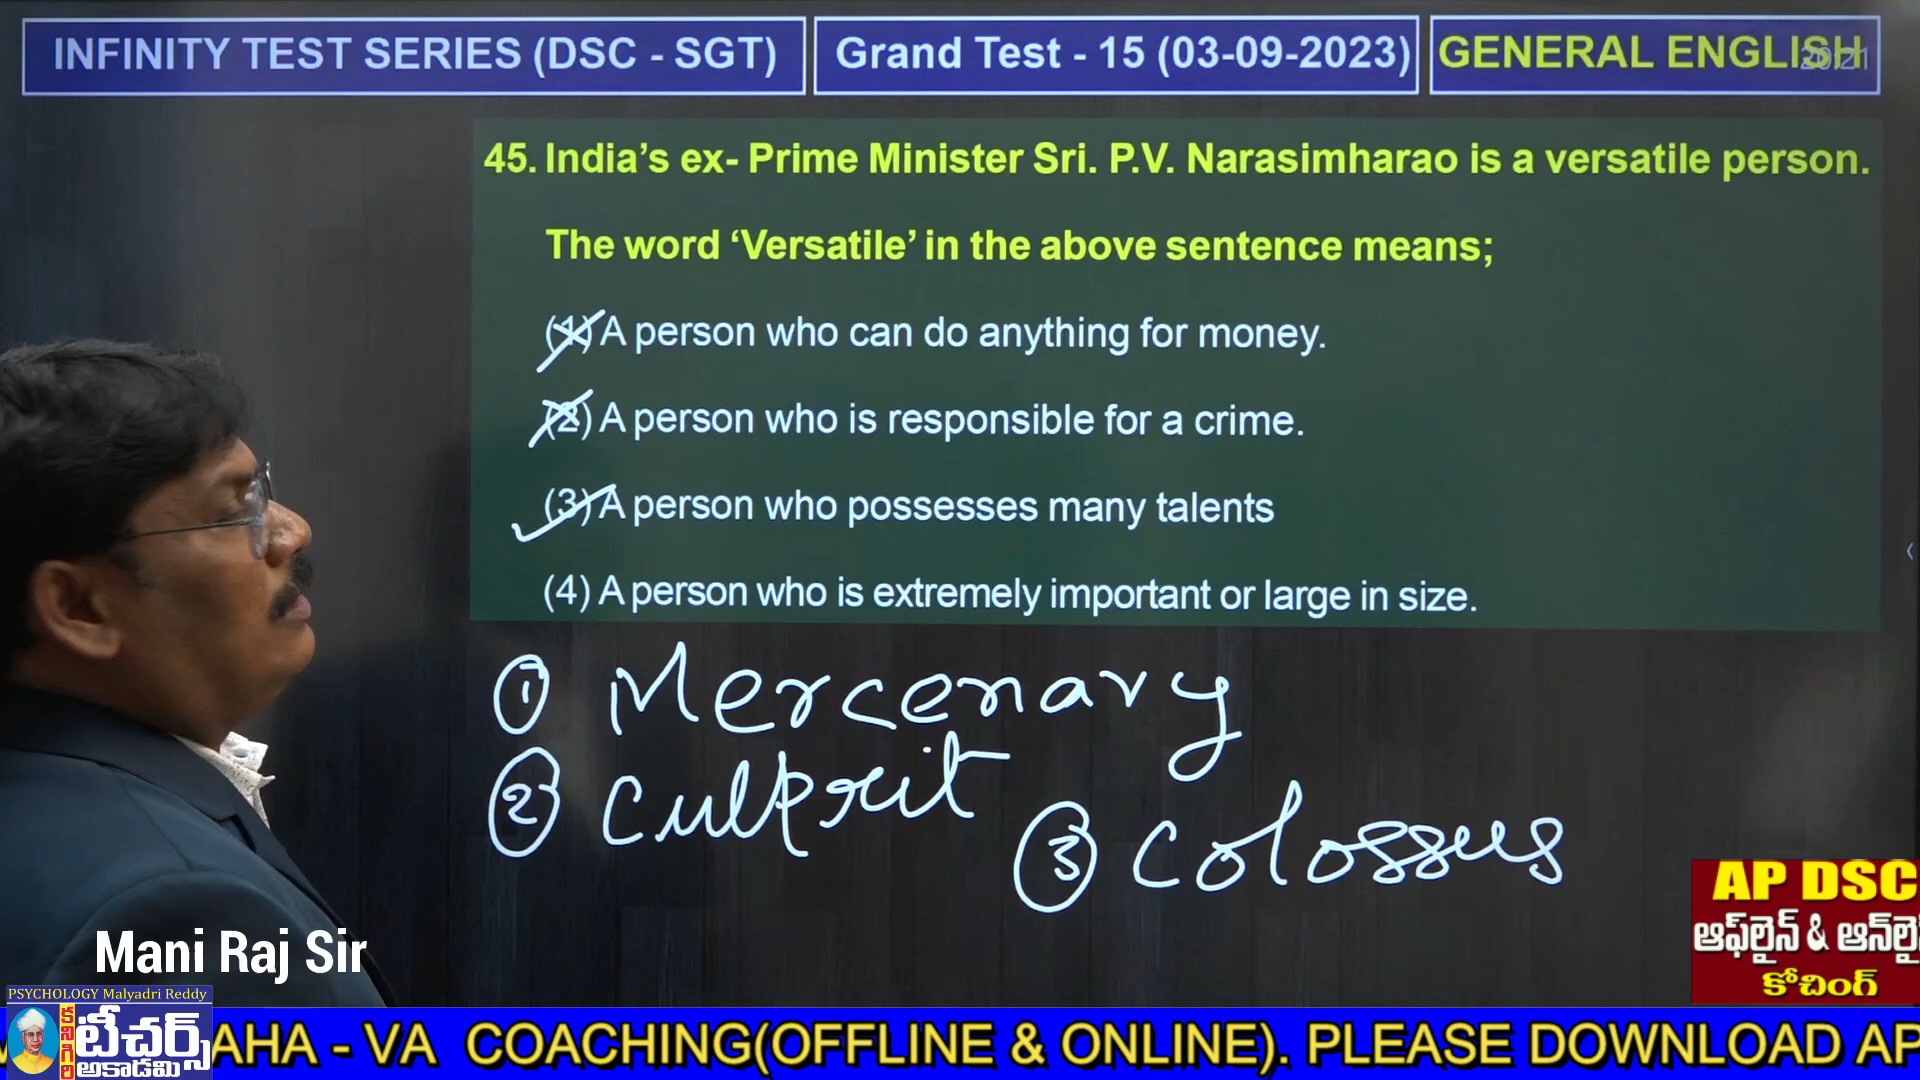 INFINITY TEST SERIES (DSC - SGT) Grand Test - 15 (03-09-2023) GENERAL ENGLISH
45. India's ex- Prime Minister Sri. P.V. Narasimharao is a versatile person.
The word ‘Versatile’ in the above sentence means;
(1) A person who can do anything for money.
(2) A person who is responsible for a crime.
(3) A person who possesses many talents
(4) A person who is extremely important or large in size.
① Mercenary
② Culprit
③ Colossus
Mani Raj Sir
AP DSC
ఆఫ్‌లైన్ & ఆన్‌లై
కోచింగ్
PSYCHOLOGY Malyadri Reddy
కనిగిరి
టీచర్స్
అకాడమి
AHA - VA COACHING(OFFLINE & ONLINE). PLEASE DOWNLOAD AP